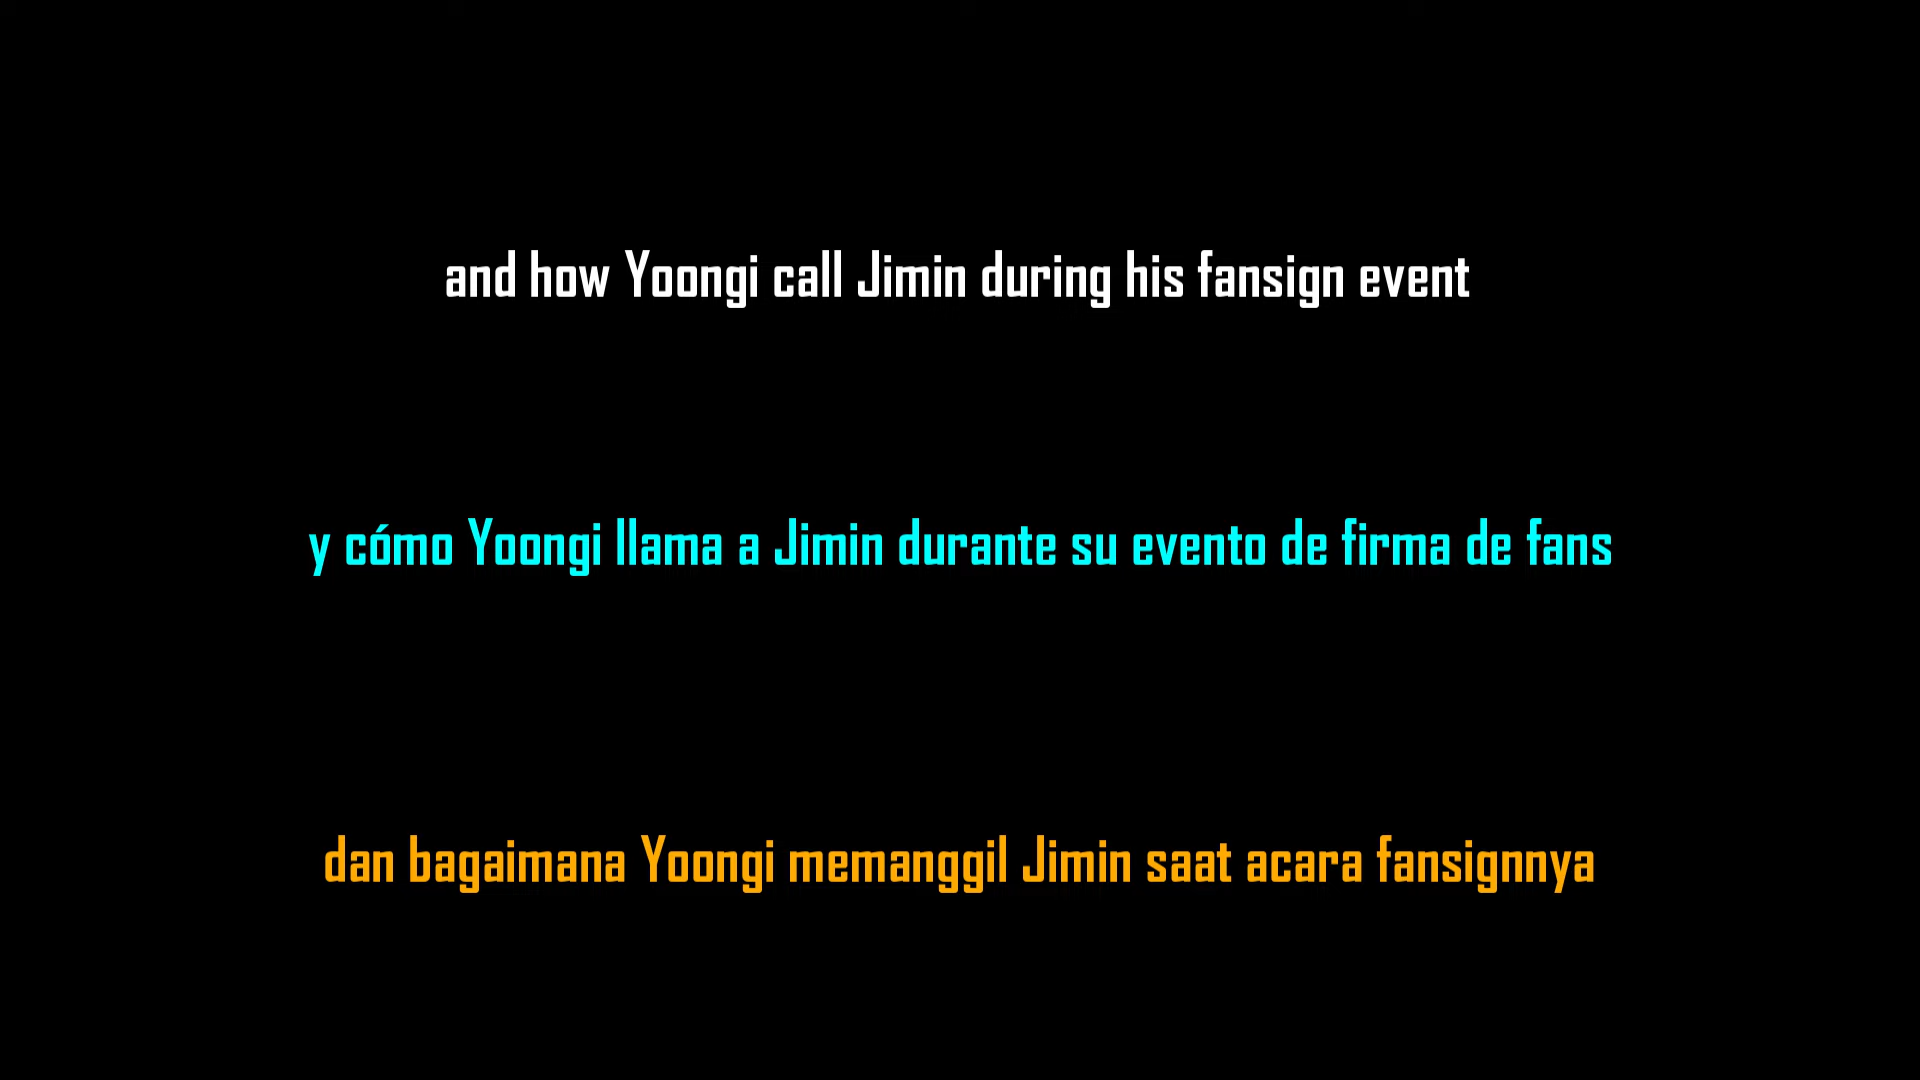 and how Yoongi call Jimin during his fansign event
y cómo Yoongi llama a Jimin durante su evento de firma de fans
dan bagaimana Yoongi memanggil Jimin saat acara fansignnya